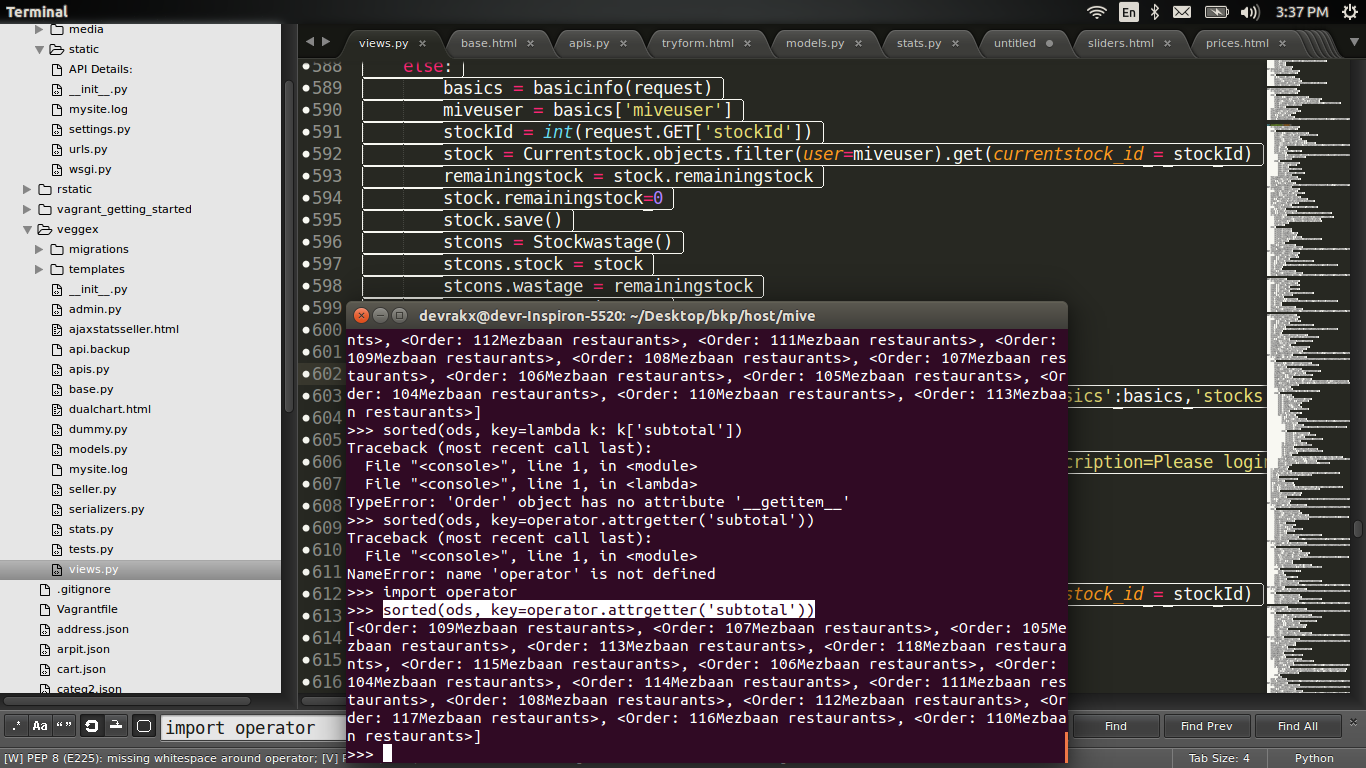 Terminal
En
3:37 PM
media
static
API Details:
__init__.py
mysite.log
settings.py
urls.py
wsgi.py
rstatic
vagrant_getting_started
veggex
migrations
templates
__init__.py
admin.py
ajaxstatsseller.html
api.backup
apis.py
base.py
dualchart.html
dummy.py
models.py
mysite.log
seller.py
serializers.py
stats.py
tests.py
views.py
.gitignore
Vagrantfile
address.json
arpit.json
cart.json
categ2.json
views.py × base.html × apis.py × tryform.html × models.py × stats.py × untitled sliders.html × prices.html ×
588 else:
589 basics = basicinfo(request)
590 miveuser = basics['miveuser']
591 stockId = int(request.GET['stockId'])
592 stock = Currentstock.objects.filter(user=miveuser).get(currentstock_id = stockId)
593 remainingstock = stock.remainingstock
594 stock.remainingstock=0
595 stock.save()
596 stcons = Stockwastage()
597 stcons.stock = stock
598 stcons.wastage = remainingstock
599
600
601
602
603 sics':basics,'stocks
604
605
606 cription=Please login
607
608
609
610
611
612 stock_id = stockId)
613
614
615
616
devrakx@devr-Inspiron-5520: ~/Desktop/bkp/host/mive
nts>, <Order: 112Mezbaan restaurants>, <Order: 111Mezbaan restaurants>, <Order:
109Mezbaan restaurants>, <Order: 108Mezbaan restaurants>, <Order: 107Mezbaan res
taurants>, <Order: 106Mezbaan restaurants>, <Order: 105Mezbaan restaurants>, <Or
der: 104Mezbaan restaurants>, <Order: 110Mezbaan restaurants>, <Order: 113Mezbaa
n restaurants>]
>>> sorted(ods, key=lambda k: k['subtotal'])
Traceback (most recent call last):
File "<console>", line 1, in <module>
File "<console>", line 1, in <lambda>
TypeError: 'Order' object has no attribute '__getitem__'
>>> sorted(ods, key=operator.attrgetter('subtotal'))
Traceback (most recent call last):
File "<console>", line 1, in <module>
NameError: name 'operator' is not defined
>>> import operator
>>> sorted(ods, key=operator.attrgetter('subtotal'))
[<Order: 109Mezbaan restaurants>, <Order: 107Mezbaan restaurants>, <Order: 105Me
zbaan restaurants>, <Order: 113Mezbaan restaurants>, <Order: 118Mezbaan restaura
nts>, <Order: 115Mezbaan restaurants>, <Order: 106Mezbaan restaurants>, <Order: 
104Mezbaan restaurants>, <Order: 114Mezbaan restaurants>, <Order: 111Mezbaan res
taurants>, <Order: 108Mezbaan restaurants>, <Order: 112Mezbaan restaurants>, <Or
der: 117Mezbaan restaurants>, <Order: 116Mezbaan restaurants>, <Order: 110Mezbaa
n restaurants>]
>>>
.* Aa “” import operator Find Find Prev Find All ×
[W] PEP 8 (E225): missing whitespace around operator; [V] Tab Size: 4 Python